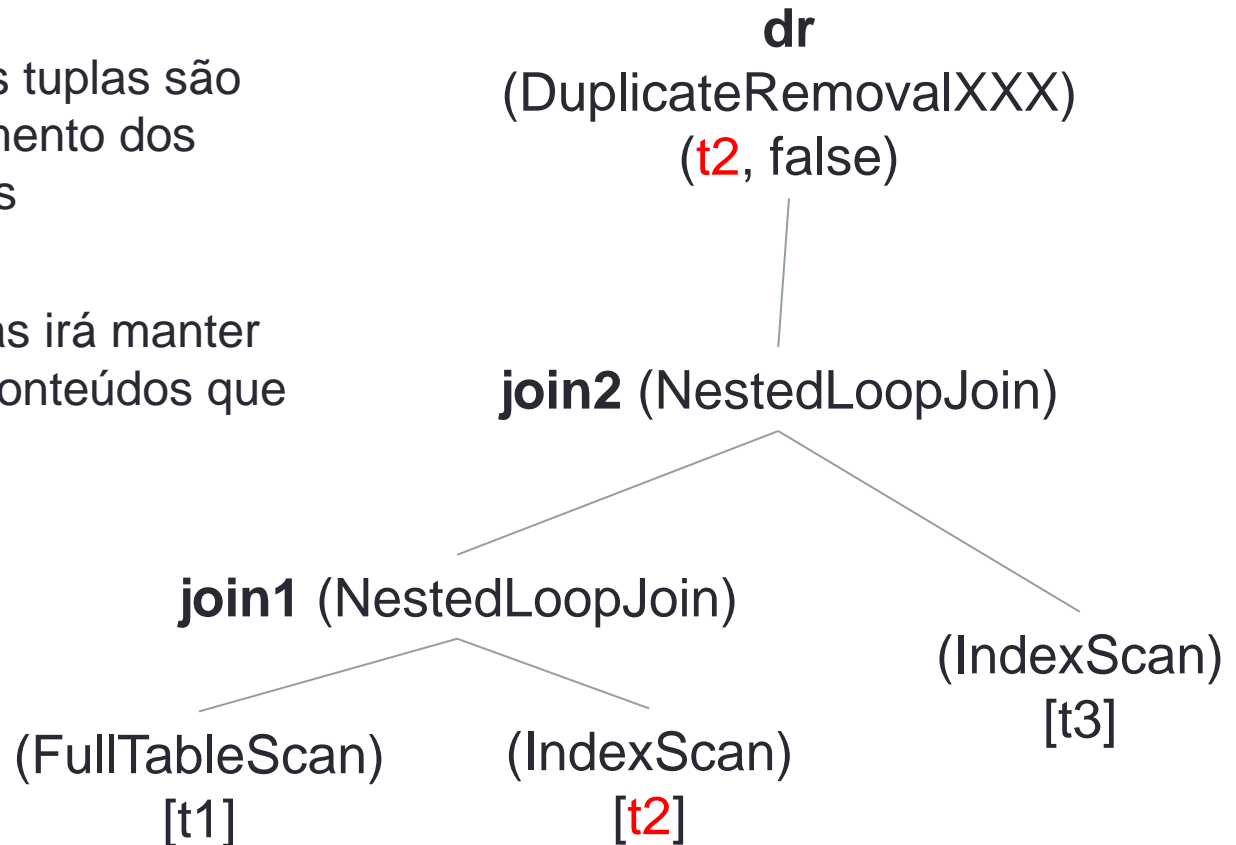 s tuplas são
mento dos
s
as irá manter
onteúdos que
dr
(DuplicateRemovalXXX)
(t2, false)
join2 (NestedLoopJoin)
join1 (NestedLoopJoin)
(IndexScan)
[t3]
(FullTableScan)
[t1]
(IndexScan)
[t2]